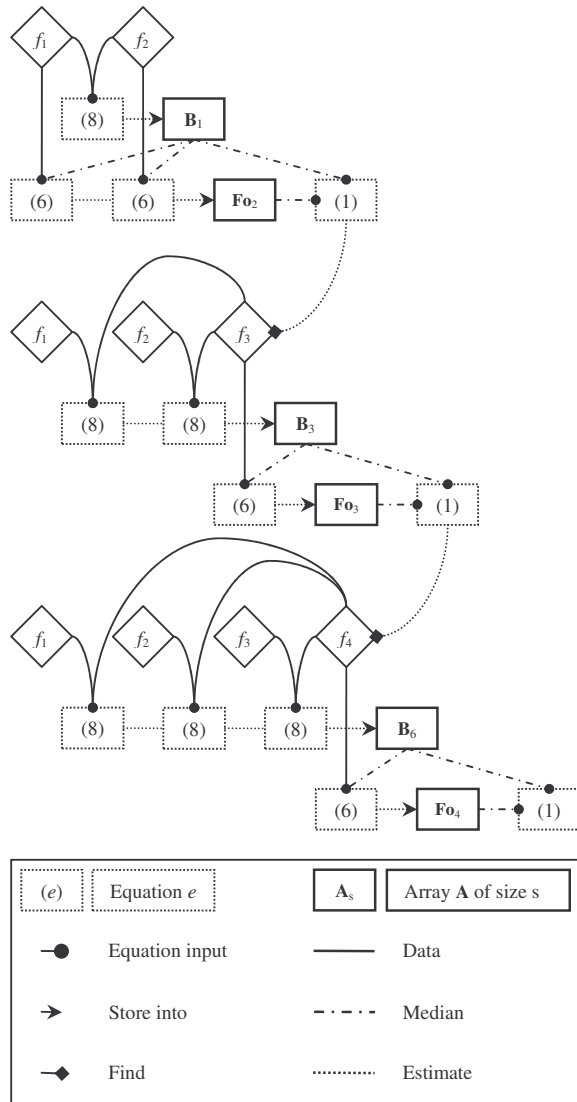 f₁ f₂
(8) B₁
(6) (6) Fo₂ (1)
f₁ f₂ f₃
(8) (8) B₃
(6) Fo₃ (1)
f₁ f₂ f₃ f₄
(8) (8) (8) B₆
(6) Fo₄ (1)
(e) Equation e Aₛ Array A of size s
Equation input Data
Store into Median
Find Estimate